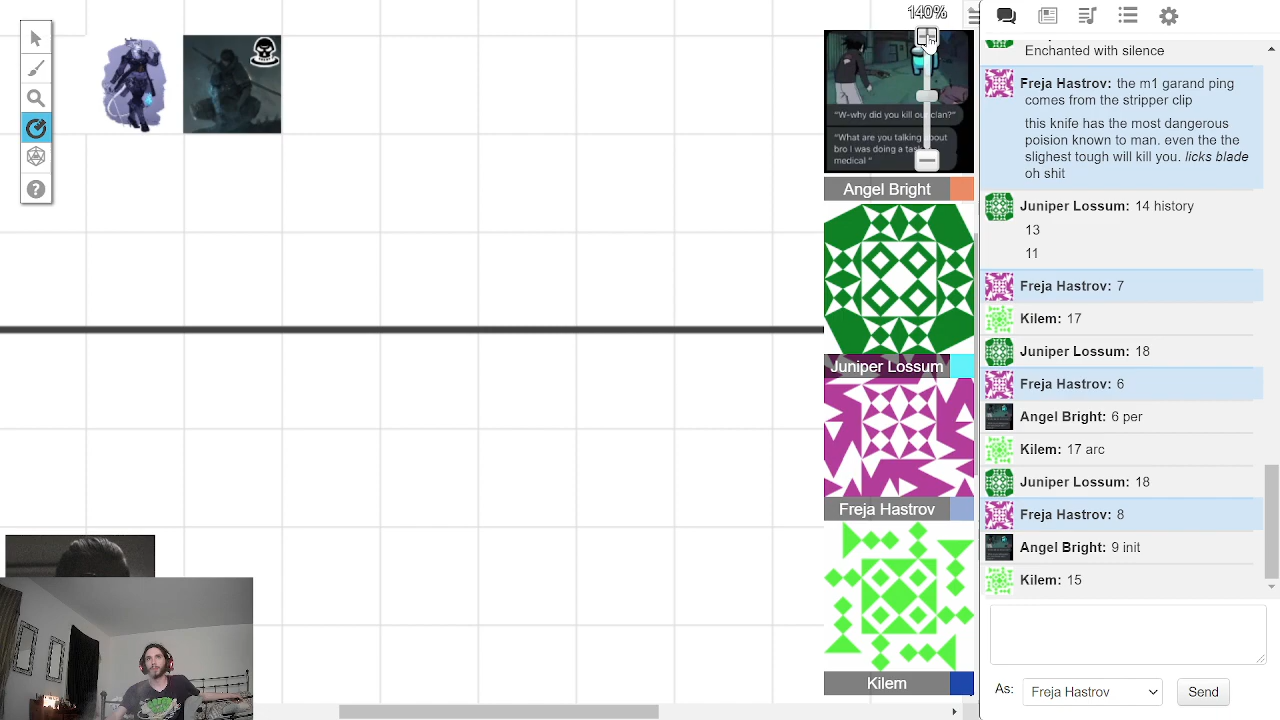 140%
"W-why did you kill our clan?"
"What are you talking
bro I was doing a task
medical "
Angel Bright
Juniper Lossum
Freja Hastrov
Kilem
Enchanted with silence
Freja Hastrov: the m1 garand ping
comes from the stripper clip
this knife has the most dangerous
poision known to man. even the the
slighest tough will kill you. licks blade
oh shit
Juniper Lossum: 14 history
13
11
Freja Hastrov: 7
Kilem: 17
Juniper Lossum: 18
Freja Hastrov: 6
Angel Bright: 6 per
Kilem: 17 arc
Juniper Lossum: 18
Freja Hastrov: 8
Angel Bright: 9 init
Kilem: 15
As:
Freja Hastrov
Send